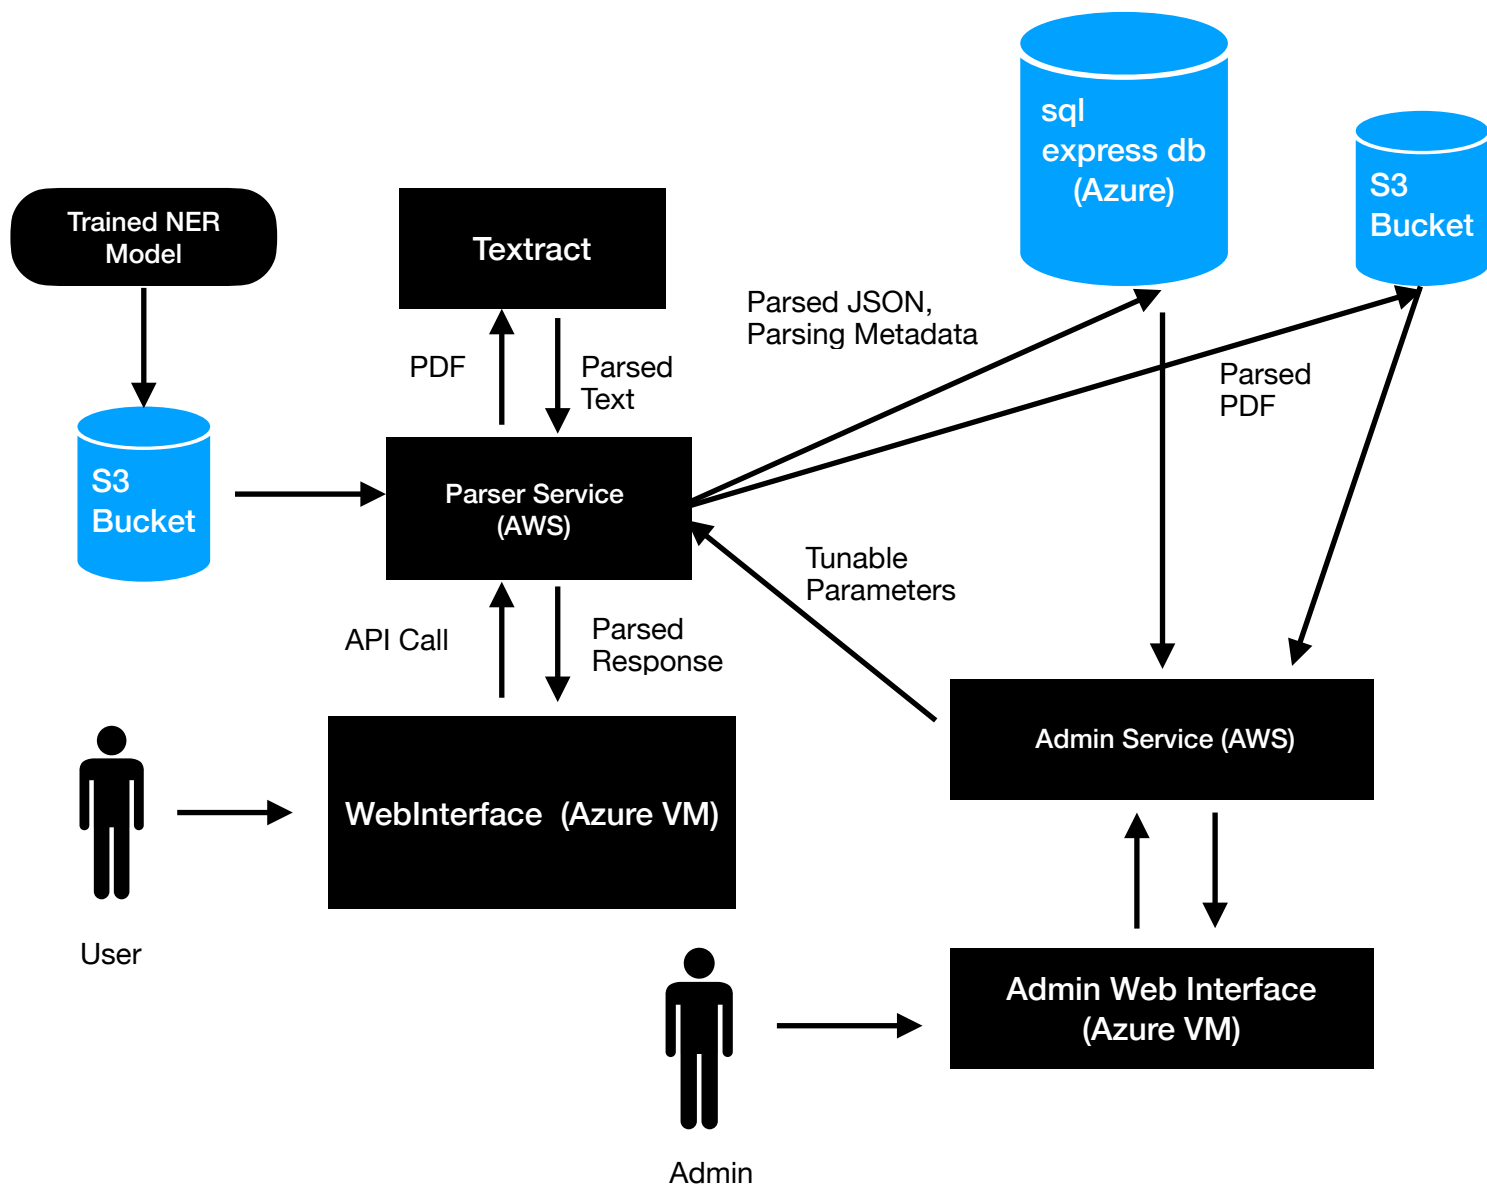 sql
express db
(Azure)
S3
Bucket
Trained NER
Model
Textract
Parsed JSON,
Parsing Metadata
PDF
Parsed
Text
Parsed
PDF
S3
Bucket
Parser Service
(AWS)
Tunable
Parameters
API Call
Parsed
Response
Admin Service (AWS)
WebInterface (Azure VM)
User
Admin Web Interface
(Azure VM)
Admin